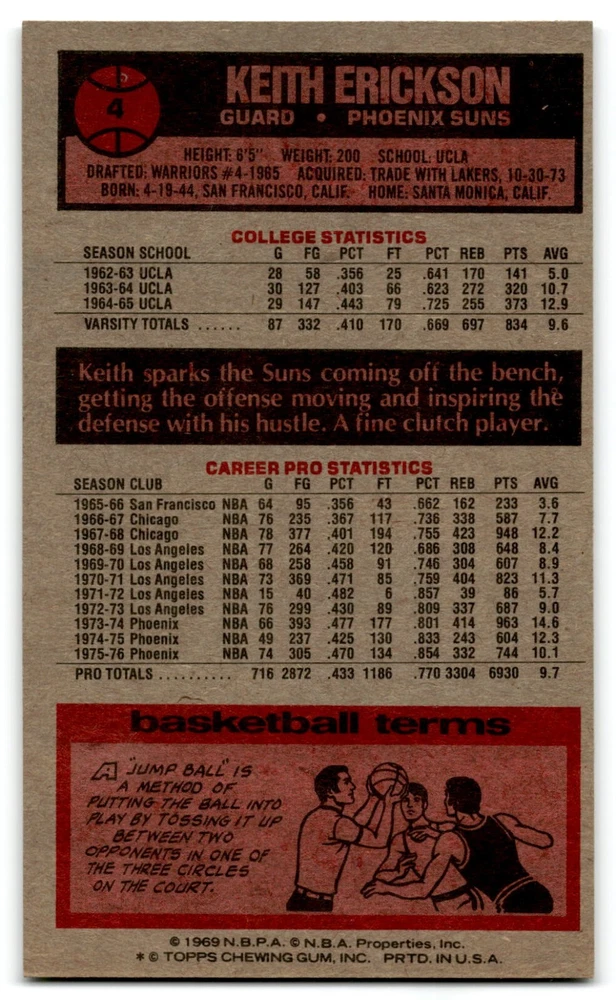 4
KEITH ERICKSON
GUARD • PHOENIX SUNS
HEIGHT: 6'5" WEIGHT: 200 SCHOOL: UCLA
DRAFTED: WARRIORS #4-1965 ACQUIRED: TRADE WITH LAKERS, 10-30-73
BORN: 4-19-44, SAN FRANCISCO, CALIF. HOME: SANTA MONICA, CALIF.
COLLEGE STATISTICS
SEASON SCHOOL G FG PCT FT PCT REB PTS AVG
1962-63 UCLA 28 58 .356 25 .641 170 141 5.0
1963-64 UCLA 30 127 .403 66 .623 272 320 10.7
1964-65 UCLA 29 147 .443 79 .725 255 373 12.9
VARSITY TOTALS ...... 87 332 .410 170 .669 697 834 9.6
Keith sparks the Suns coming off the bench,
getting the offense moving and inspiring the
defense with his hustle. A fine clutch player.
CAREER PRO STATISTICS
SEASON CLUB G FG PCT FT PCT REB PTS AVG
1965-66 San Francisco NBA 64 95 .356 43 .662 162 233 3.6
1966-67 Chicago NBA 76 235 .367 117 .736 338 587 7.7
1967-68 Chicago NBA 78 377 .401 194 .755 423 948 12.2
1968-69 Los Angeles NBA 77 264 .420 120 .686 308 648 8.4
1969-70 Los Angeles NBA 68 258 .458 91 .746 304 607 8.9
1970-71 Los Angeles NBA 73 369 .471 85 .759 404 823 11.3
1971-72 Los Angeles NBA 15 40 .482 6 .857 39 86 5.7
1972-73 Los Angeles NBA 76 299 .430 89 .809 337 687 9.0
1973-74 Phoenix NBA 66 393 .477 177 .801 414 963 14.6
1974-75 Phoenix NBA 49 237 .425 130 .833 243 604 12.3
1975-76 Phoenix NBA 74 305 .470 134 .854 332 744 10.1
PRO TOTALS .......... 716 2872 .433 1186 .770 3304 6930 9.7
basketball terms
A "JUMP BALL" IS
A METHOD OF
PUTTING THE BALL INTO
PLAY BY TOSSING IT UP
BETWEEN TWO
OPPONENTS IN ONE OF
THE THREE CIRCLES
ON THE COURT.
© 1969 N.B.P.A. © N.B.A. Properties, Inc.
* © TOPPS CHEWING GUM, INC. PRTD. IN U.S.A.